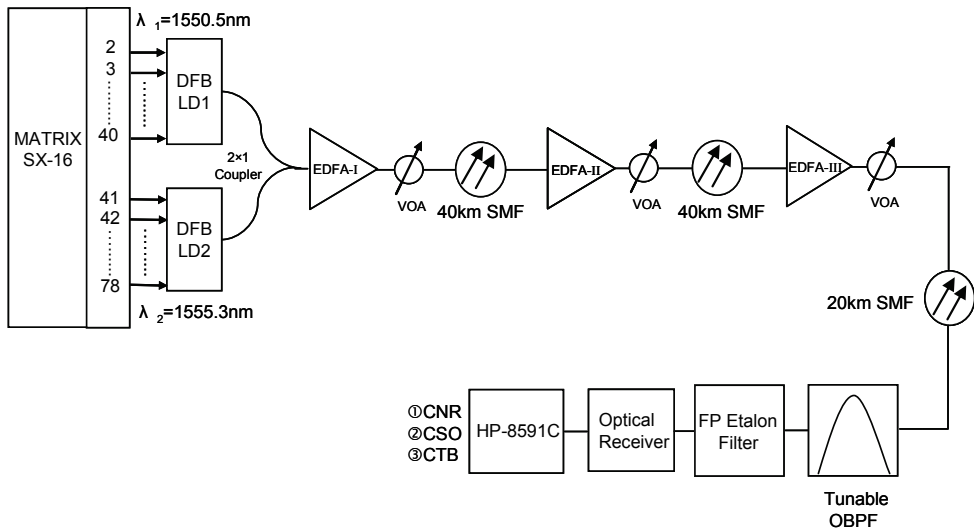 λ 1=1550.5nm
MATRIX
SX-16
2
3
40
41
42
78
DFB
LD1
DFB
LD2
λ 2=1555.3nm
2×1
Coupler
EDFA-I
VOA
40km SMF
EDFA-II
VOA
40km SMF
EDFA-III
VOA
20km SMF
①CNR
②CSO
③CTB
HP-8591C
Optical
Receiver
FP Etalon
Filter
Tunable
OBPF